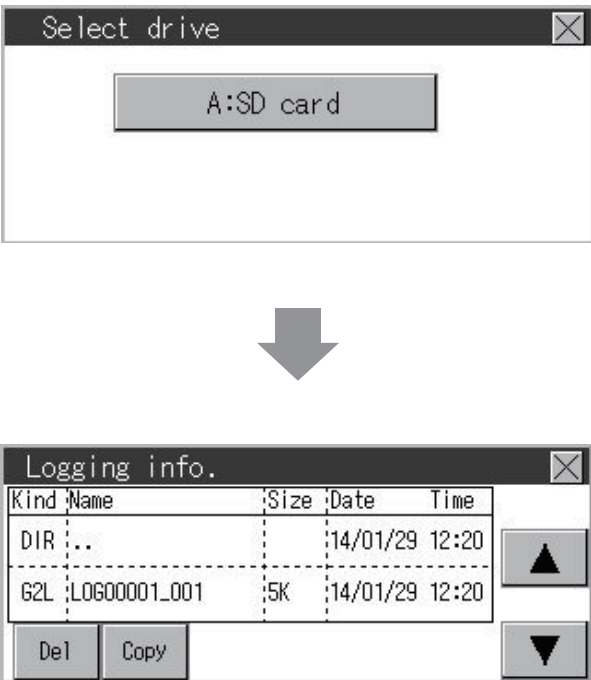 Select drive
A:SD card
Logging info.
Kind Name Size Date Time
DIR .. 14/01/29 12:20
G2L LOG00001_001 5K 14/01/29 12:20
Del Copy